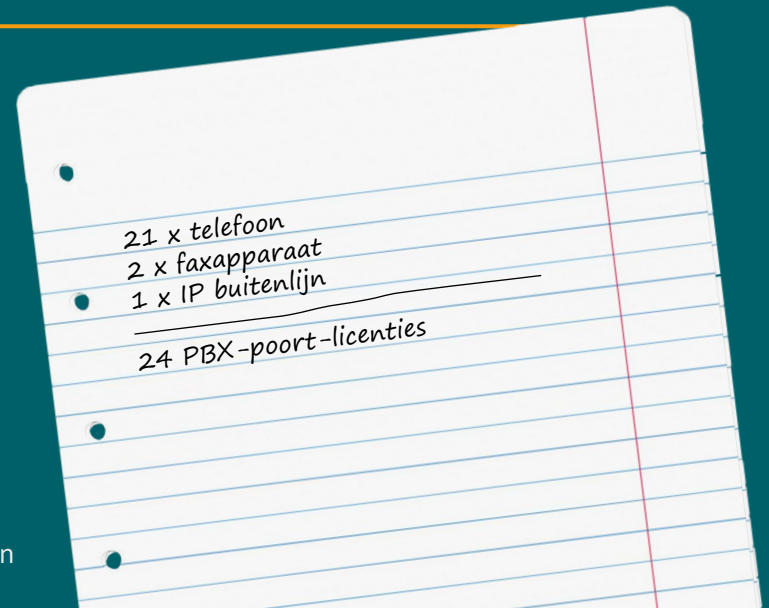 21 x telefoon
2 x faxapparaat
1 x IP buitenlijn
24 PBX-poort-licenties
n